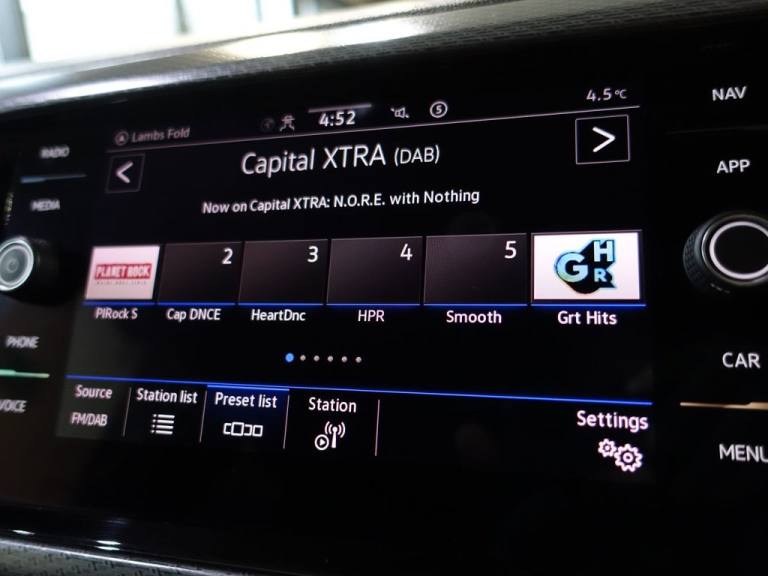 NAV
4.5°C
4:52
5
A Lambs Fold
RADIO
Capital XTRA (DAB)
APP
MEDIA
Now on Capital XTRA: N.O.R.E. with Nothing
PLANET ROCK
2
3
4
5
GHR
PlRock S
Cap DNCE
HeartDnc
HPR
Smooth
Grt Hits
PHONE
CAR
VOICE
Source
FM/DAB
Station list
Preset list
Station
Settings
MENU